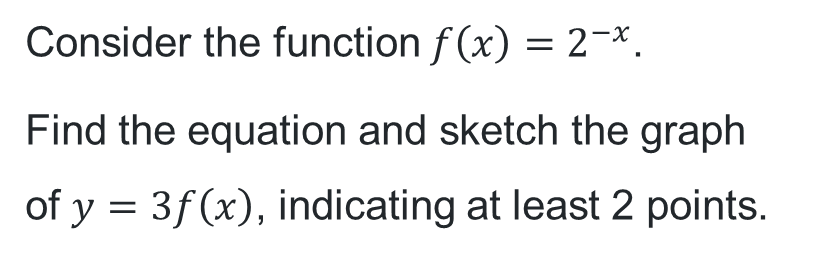 Consider the function f(x) = 2⁻ˣ.
Find the equation and sketch the graph
of y = 3f(x), indicating at least 2 points.